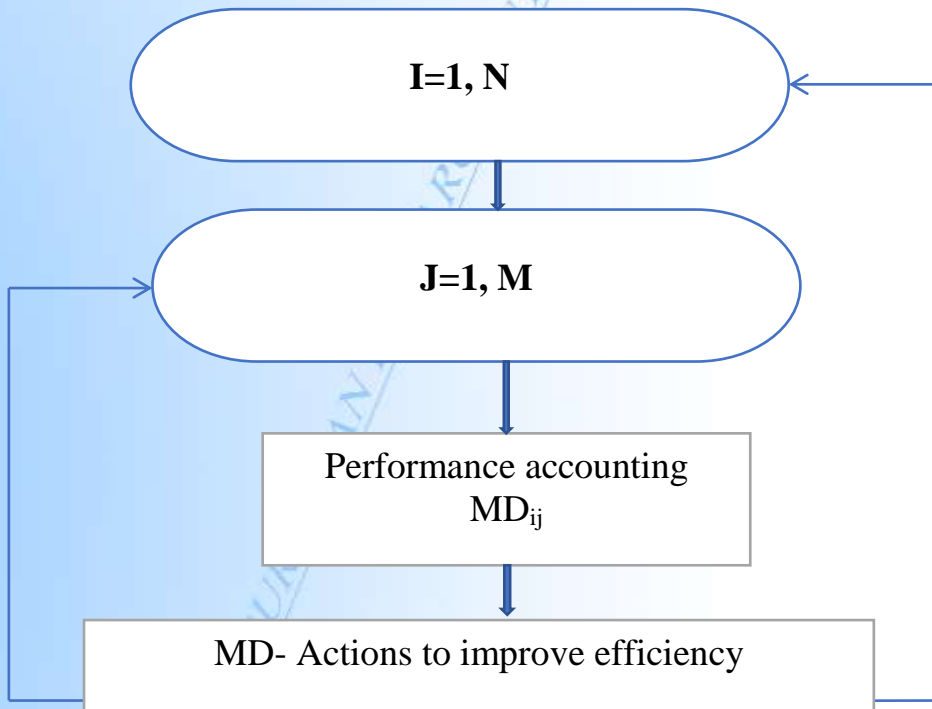 I=1, N
J=1, M
Performance accounting
MDij
MD- Actions to improve efficiency